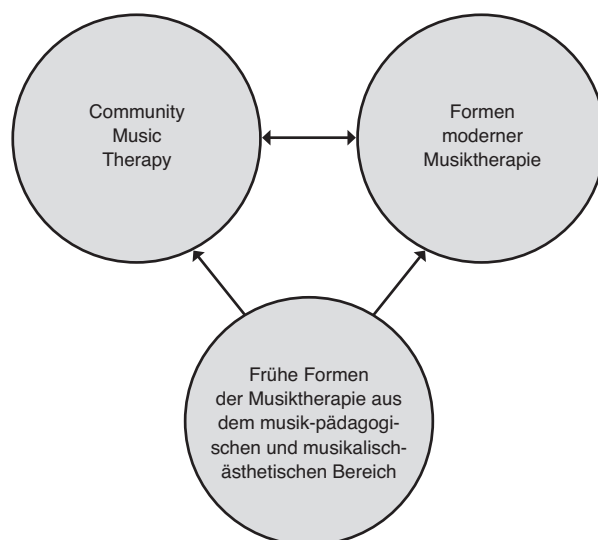 Community
Music
Therapy
Formen
moderner
Musiktherapie
Frühe Formen
der Musiktherapie aus
dem musik-pädagogi-
schen und musikalisch-
ästhetischen Bereich